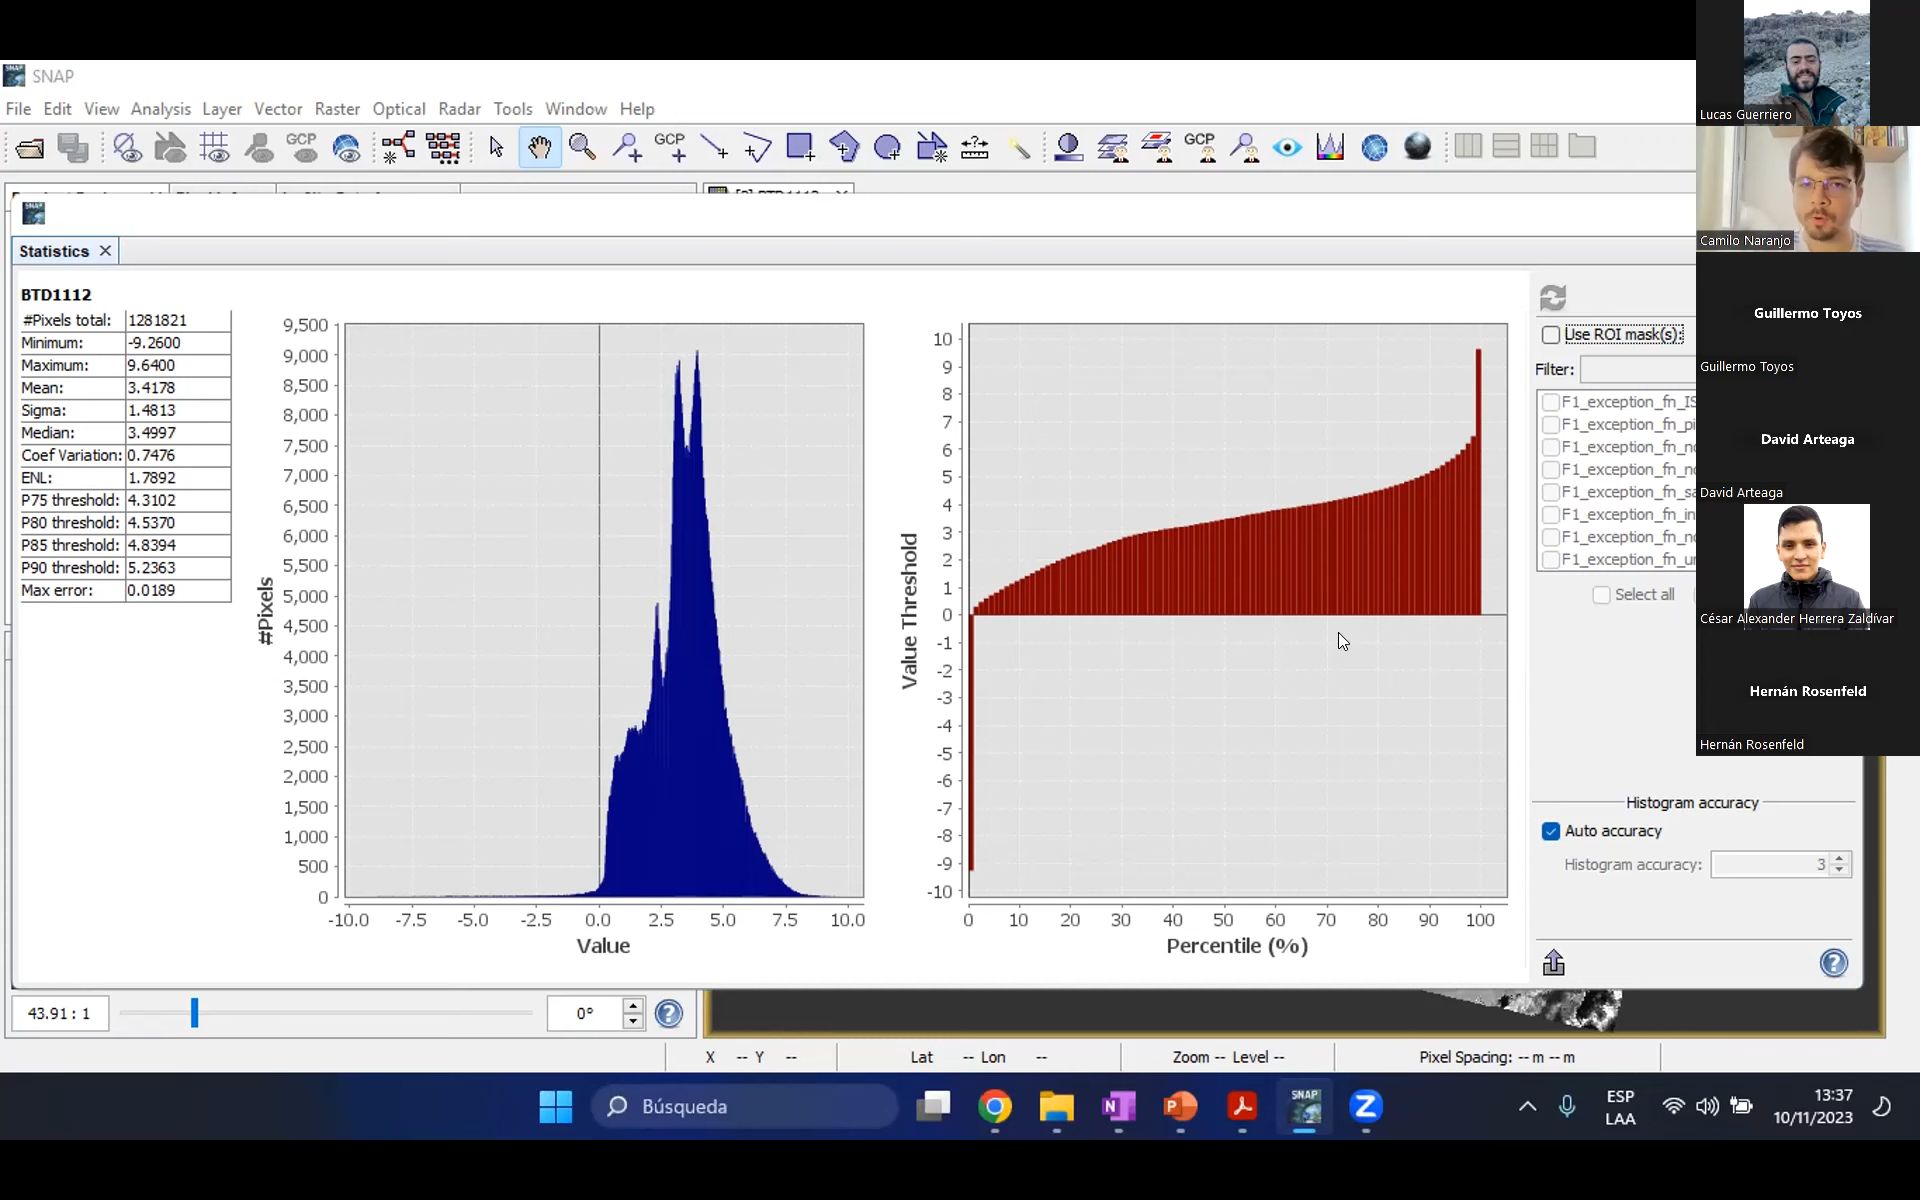 SNAP
File Edit View Analysis Layer Vector Raster Optical Radar Tools Window Help
GCP GCP GCP
Statistics
BTD1112
#Pixels total: 1281821
Minimum: -9.2600
Maximum: 9.6400
Mean: 3.4178
Sigma: 1.4813
Median: 3.4997
Coef Variation: 0.7476
ENL: 1.7892
P75 threshold: 4.3102
P80 threshold: 4.5370
P85 threshold: 4.8394
P90 threshold: 5.2363
Max error: 0.0189
9,500
9,000
8,500
8,000
7,500
7,000
6,500
6,000
5,500
5,000
4,500
4,000
3,500
3,000
2,500
2,000
1,500
1,000
500
0
#Pixels
-10.0 -7.5 -5.0 -2.5 0.0 2.5 5.0 7.5 10.0
Value
10
9
8
7
6
5
4
3
2
1
0
-1
-2
-3
-4
-5
-6
-7
-8
-9
-10
Value Threshold
0 10 20 30 40 50 60 70 80 90 100
Percentile (%)
Use ROI mask(s):
Filter:
F1_exception_fn_IS
F1_exception_fn_pi
F1_exception_fn_no
F1_exception_fn_no
F1_exception_fn_sa
F1_exception_fn_in
F1_exception_fn_no
F1_exception_fn_un
Select all
Histogram accuracy
Auto accuracy
Histogram accuracy: 3
Lucas Guerriero
Camilo Naranjo
Guillermo Toyos
Guillermo Toyos
David Arteaga
David Arteaga
César Alexander Herrera Zaldívar
Hernán Rosenfeld
Hernán Rosenfeld
43.91 : 1
0°
X -- Y --
Lat -- Lon --
Zoom -- Level --
Pixel Spacing: -- m -- m
Búsqueda
SNAP
ESP
LAA
13:37
10/11/2023